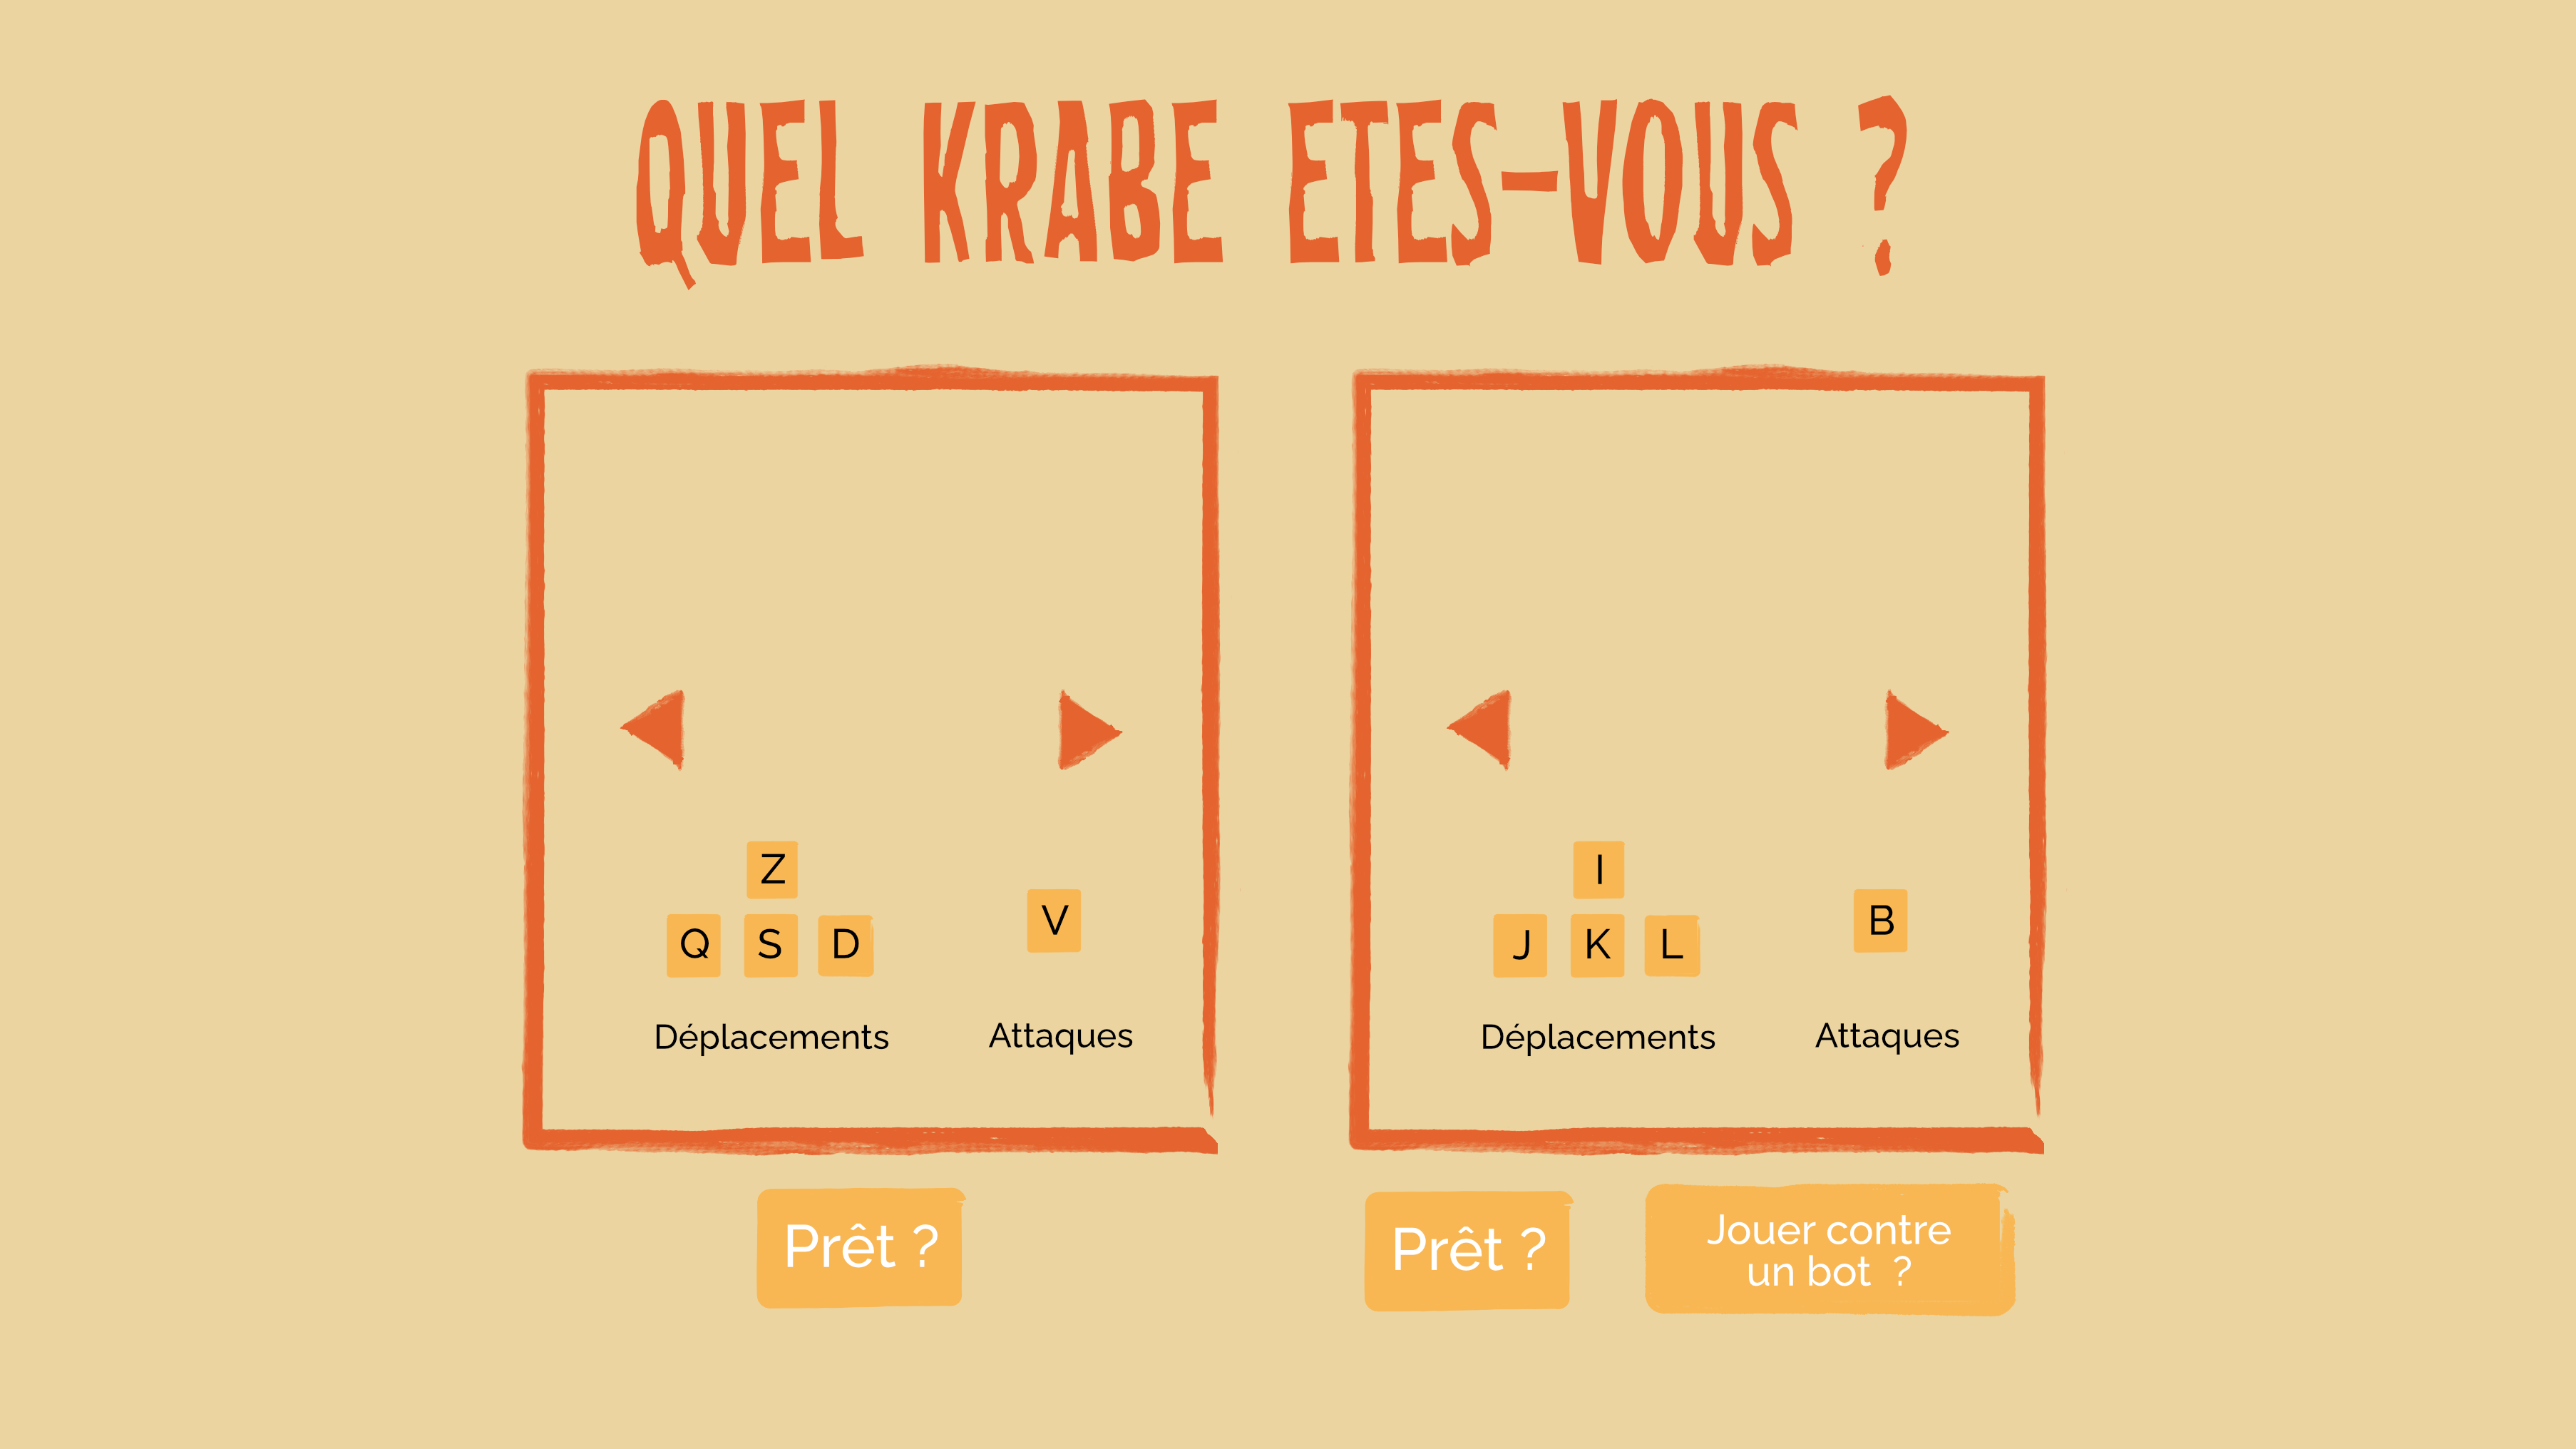 QUEL KRABE ETES-VOUS ?
Z
Q S D
V
Déplacements
Attaques
I
J K L
B
Déplacements
Attaques
Prêt ?
Prêt ?
Jouer contre
un bot ?